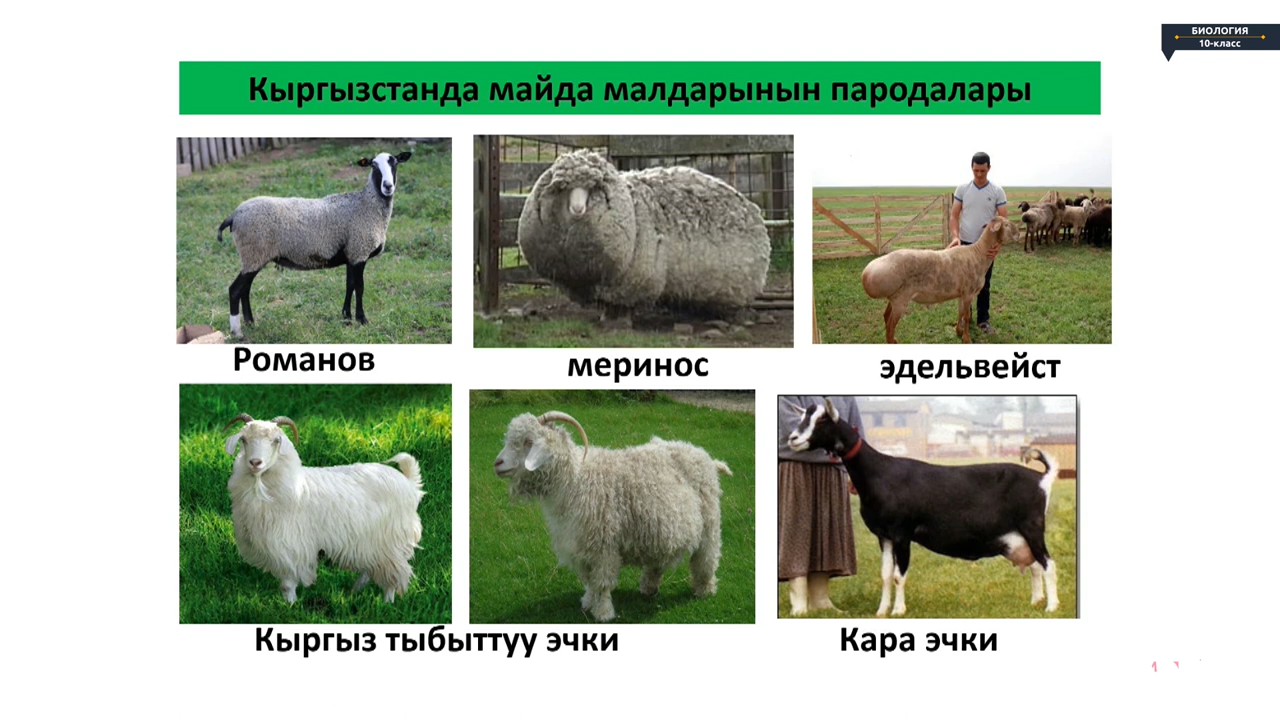 БИОЛОГИЯ
10-класс
Кыргызстанда майда малдарынын пародалары
Романов
меринос
эдельвейст
Кыргыз тыбыттуу эчки
Кара эчки